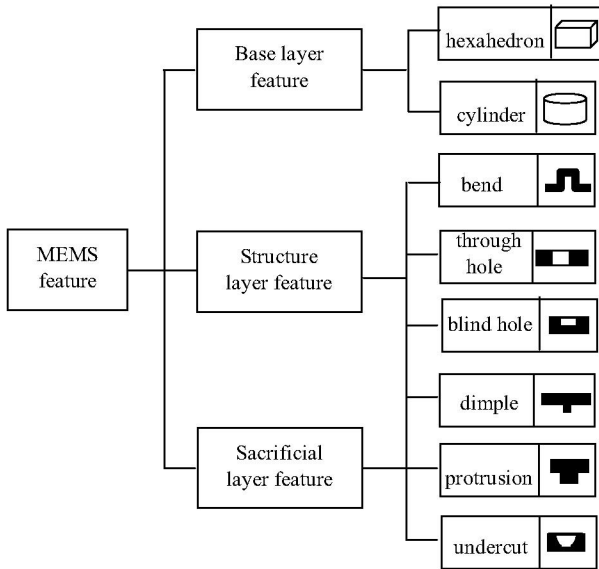 Base layer
feature
hexahedron
cylinder
MEMS
feature
Structure
layer feature
Sacrificial
layer feature
bend
through
hole
blind hole
dimple
protrusion
undercut